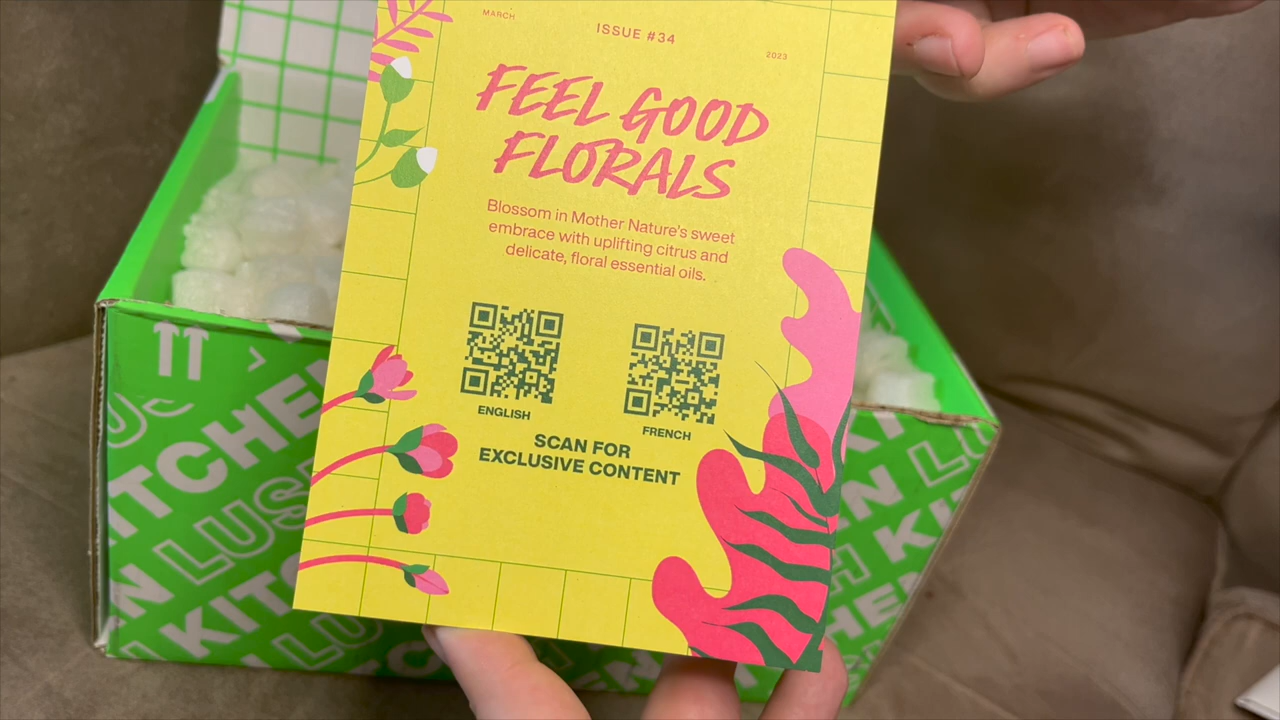 MARCH
ISSUE #34
2023
FEEL GOOD
FLORALS
Blossom in Mother Nature's sweet
embrace with uplifting citrus and
delicate, floral essential oils.
ENGLISH
FRENCH
SCAN FOR
EXCLUSIVE CONTENT
KITCHEN
LUSH